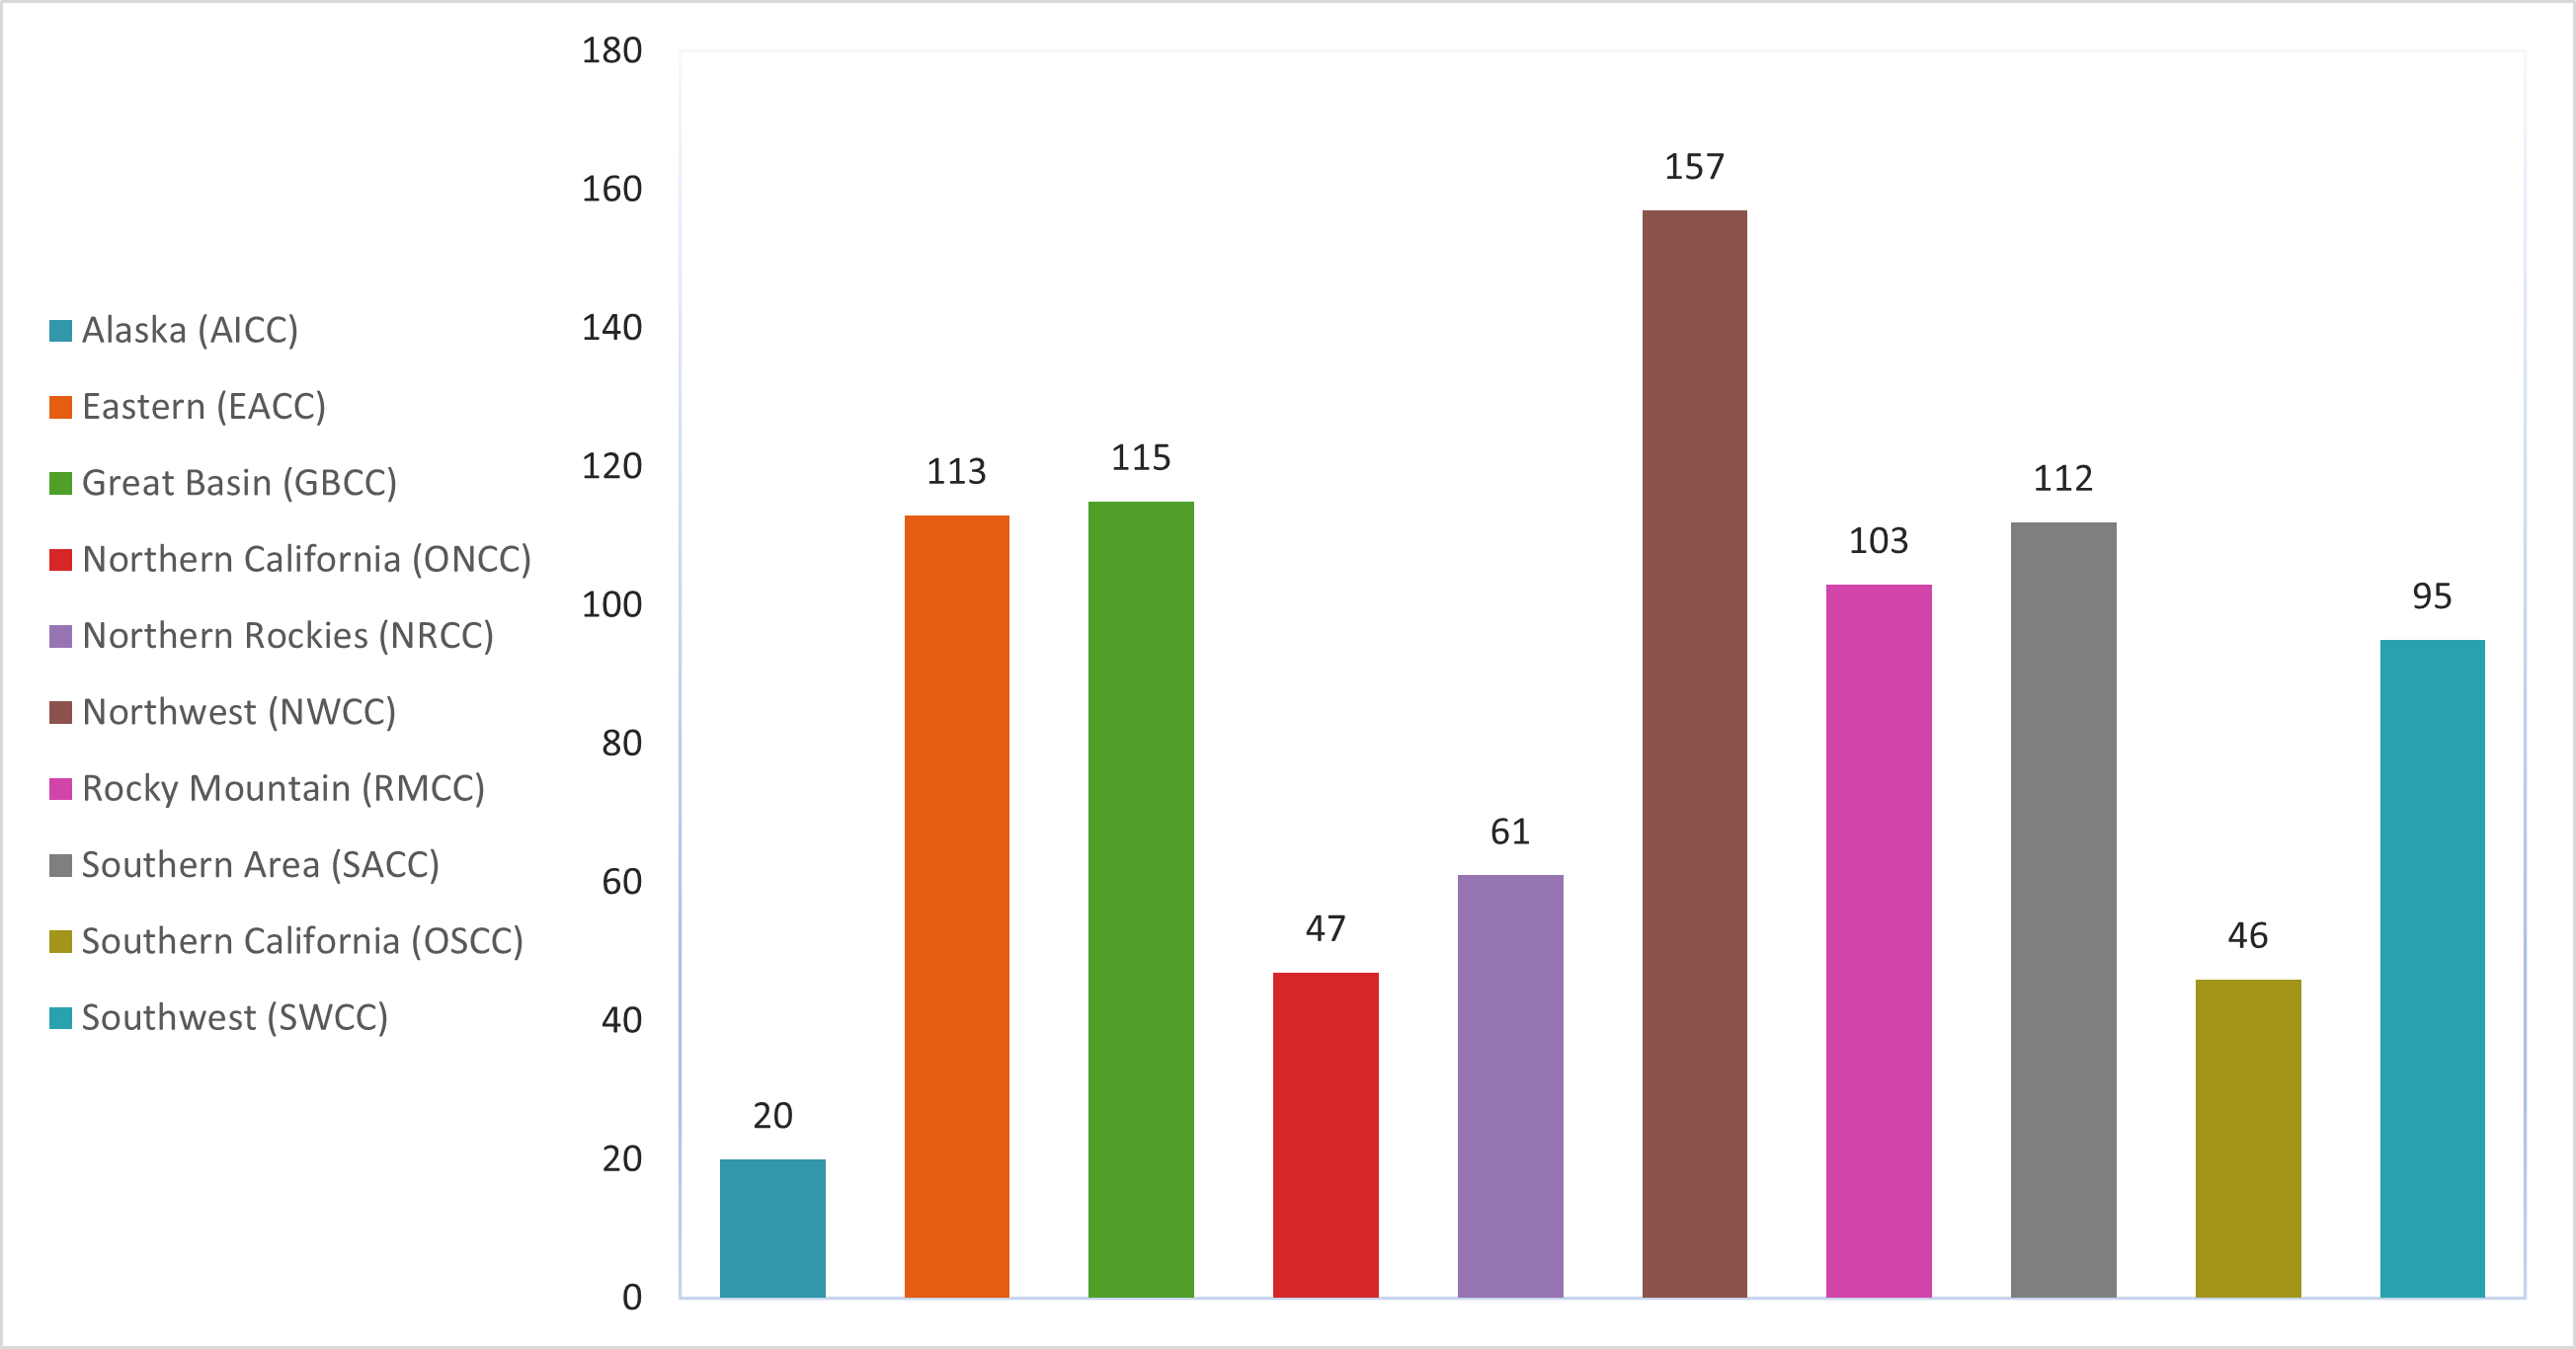 Alaska (AICC)
Eastern (EACC)
Great Basin (GBCC)
Northern California (ONCC)
Northern Rockies (NRCC)
Northwest (NWCC)
Rocky Mountain (RMCC)
Southern Area (SACC)
Southern California (OSCC)
Southwest (SWCC)
180
160
140
120
100
80
60
40
20
0
20
113
115
47
61
157
103
112
46
95